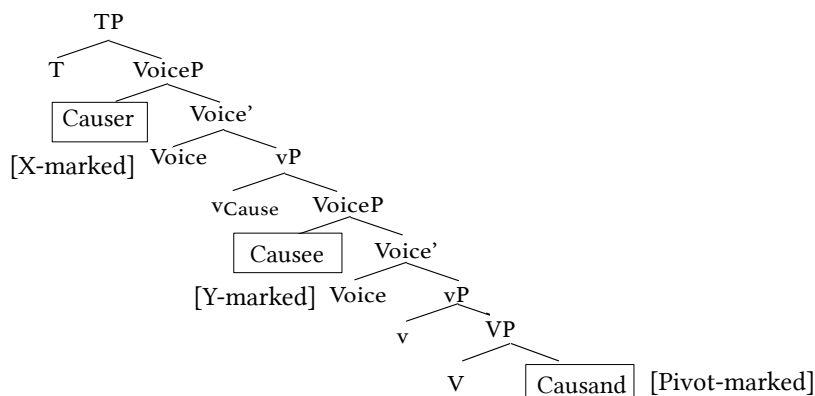 TP
T VoiceP
Causer Voice’
[X-marked] Voice vP
vCause VoiceP
Causee Voice’
[Y-marked] Voice vP
v VP
V Causand [Pivot-marked]